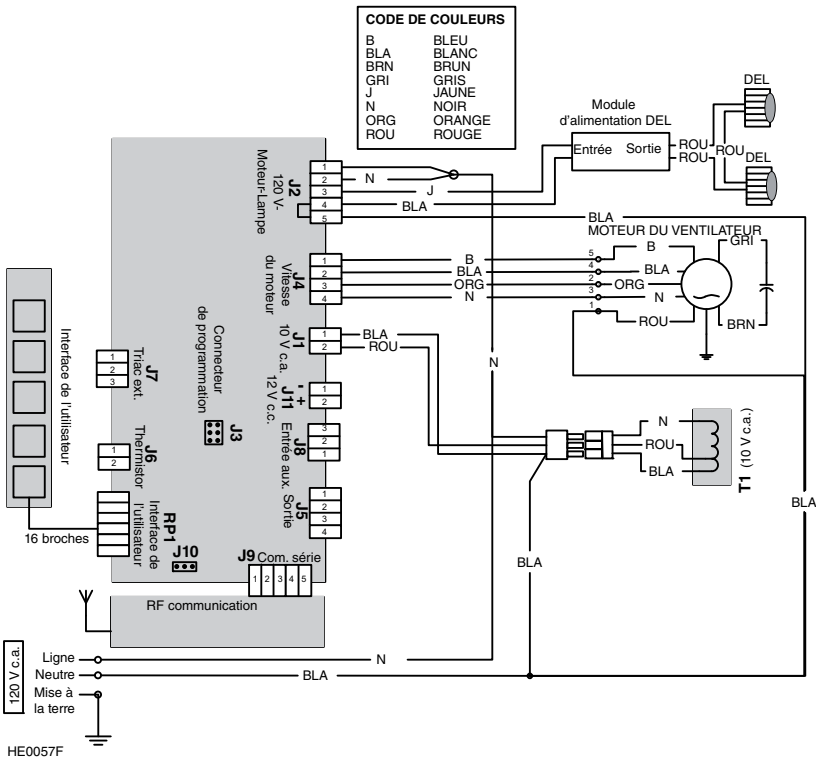 CODE DE COULEURS
B BLEU
BLA BLANC
BRN BRUN
GRI GRIS
J JAUNE
N NOIR
ORG ORANGE
ROU ROUGE
DEL
Module
d'alimentation DEL
Entrée Sortie
ROU
ROU
ROU
DEL
J2
120 V-
Moteur-Lampe
1
2
3
4
5
N
J
BLA
BLA
MOTEUR DU VENTILATEUR
J4
Vitesse
du moteur
1
2
3
4
B
BLA
ORG
N
5
4
2
3
1
B
BLA
ORG
N
ROU
GRI
BRN
J1
10 V c.a.
1
2
BLA
ROU
J11
- +
12 V c.c.
1
2
J8
Entrée aux.
3
2
1
J5
Sortie
1
2
3
4
Connecteur
de programmation
J3
J7
Triac ext.
1
2
3
J6
Thermistor
1
2
RP1
Interface de
l'utilisateur
J10
J9 Com. série
1 2 3 4 5
RF communication
Interface de l'utilisateur
16 broches
N
N
ROU
BLA
T1 (10 V c.a.)
BLA
BLA
120 V c.a.
Ligne
N
Neutre
BLA
Mise à
la terre
HE0057F